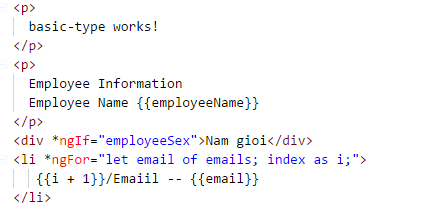 <p>
basic-type works!
</p>
<p>
Employee Information
Employee Name {{employeeName}}
</p>
<div *ngIf="employeeSex">Nam gioi</div>
<li *ngFor="let email of emails; index as i;">
{{i + 1}}/Emaiil -- {{email}}
</li>